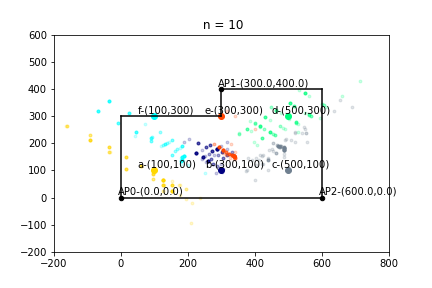 n = 10
600
500
400
300
200
100
0
−100
−200
AP1-(300.0,400.0)
f-(100,300)
e-(300,300)
d-(500,300)
a-(100,100)
b-(300,100)
c-(500,100)
AP0-(0.0,0.0)
AP2-(600.0,0.0)
−200
0
200
400
600
800